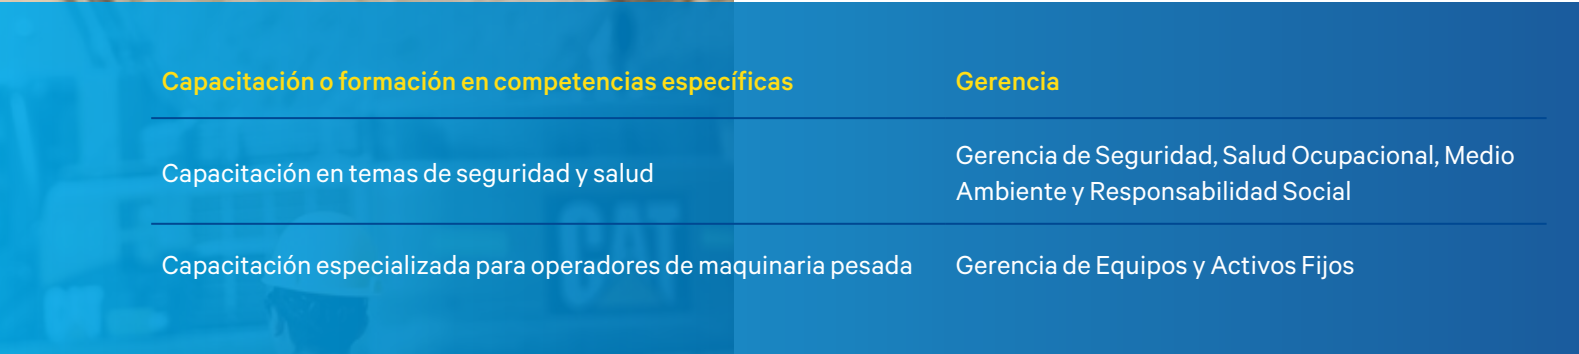 Capacitación o formación en competencias específicas
Gerencia
Capacitación en temas de seguridad y salud
Gerencia de Seguridad, Salud Ocupacional, Medio
Ambiente y Responsabilidad Social
CAT
Capacitación especializada para operadores de maquinaria pesada
Gerencia de Equipos y Activos Fijos